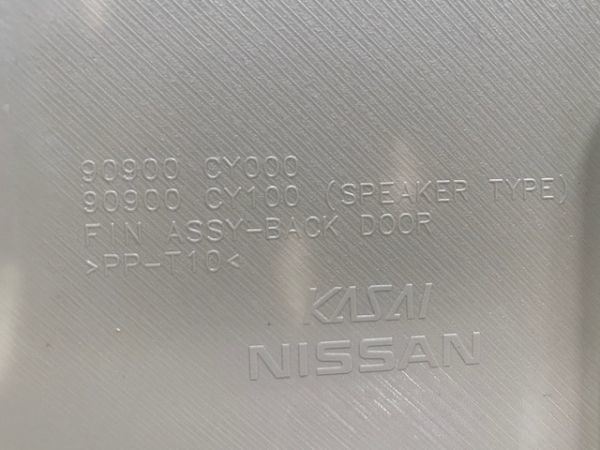 90900 CY000
90900 CY100 (SPEAKER TYPE)
FIN ASSY-BACK DOOR
>PP-T10<
KASAI
NISSAN